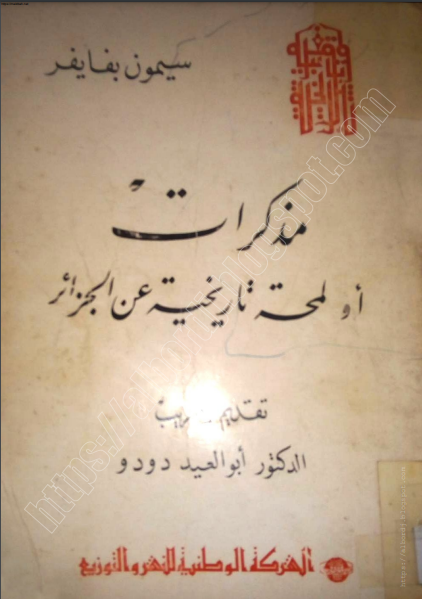 سيمون بفايفر
مذكرات
أو لمحة تاريخية عن الجزائر
تقديم
الدكتور أبو العيد دودو
الشركة الوطنية للنشر والتوزيع